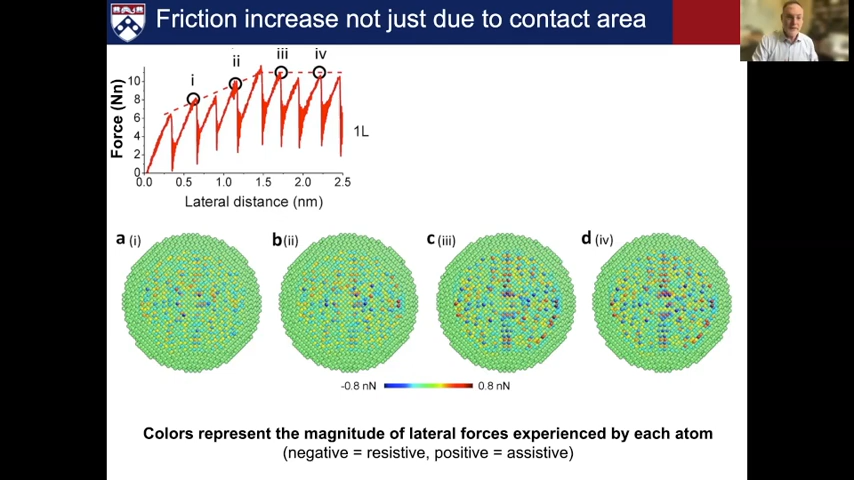 Friction increase not just due to contact area
i
ii
iii
iv
Force (Nn)
10
8
6
4
2
0
0.0 0.5 1.0 1.5 2.0 2.5
Lateral distance (nm)
1L
a (i)
b (ii)
c (iii)
d (iv)
-0.8 nN
0.8 nN
Colors represent the magnitude of lateral forces experienced by each atom
(negative = resistive, positive = assistive)